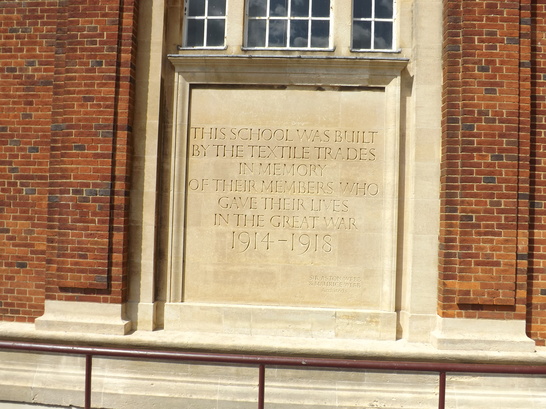 THIS SCHOOL WAS BUILT
BY THE TEXTILE TRADES
IN MEMORY
OF THEIR MEMBERS WHO
GAVE THEIR LIVES
IN THE GREAT WAR
1914-1918